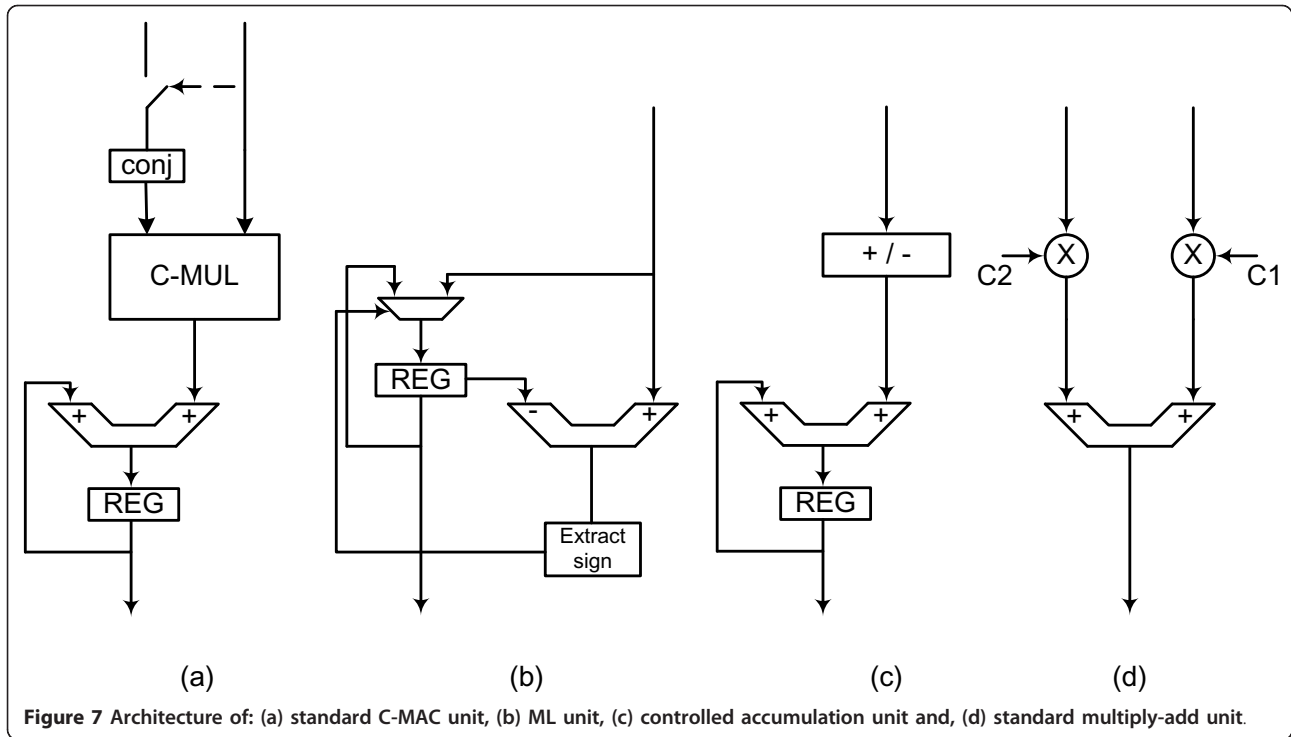 conj
C-MUL
+ +
REG
REG
- +
Extract
sign
+ / -
+ +
REG
X X
C2 C1
+ +
(a) (b) (c) (d)
Figure 7 Architecture of: (a) standard C-MAC unit, (b) ML unit, (c) controlled accumulation unit and, (d) standard multiply-add unit.